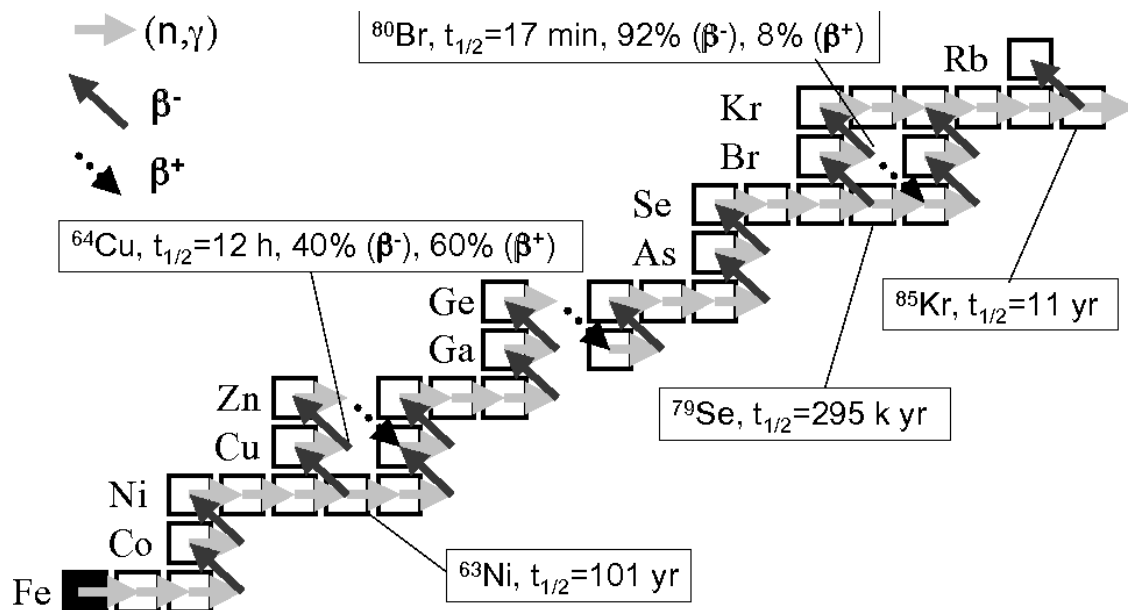 (n,γ)
β⁻
β⁺
⁸⁰Br, t₁/₂=17 min, 92% (β⁻), 8% (β⁺)
Rb
Kr
Br
Se
⁶⁴Cu, t₁/₂=12 h, 40% (β⁻), 60% (β⁺)
As
Ge
⁸⁵Kr, t₁/₂=11 yr
Ga
Zn
⁷⁹Se, t₁/₂=295 k yr
Cu
Ni
Co
⁶³Ni, t₁/₂=101 yr
Fe